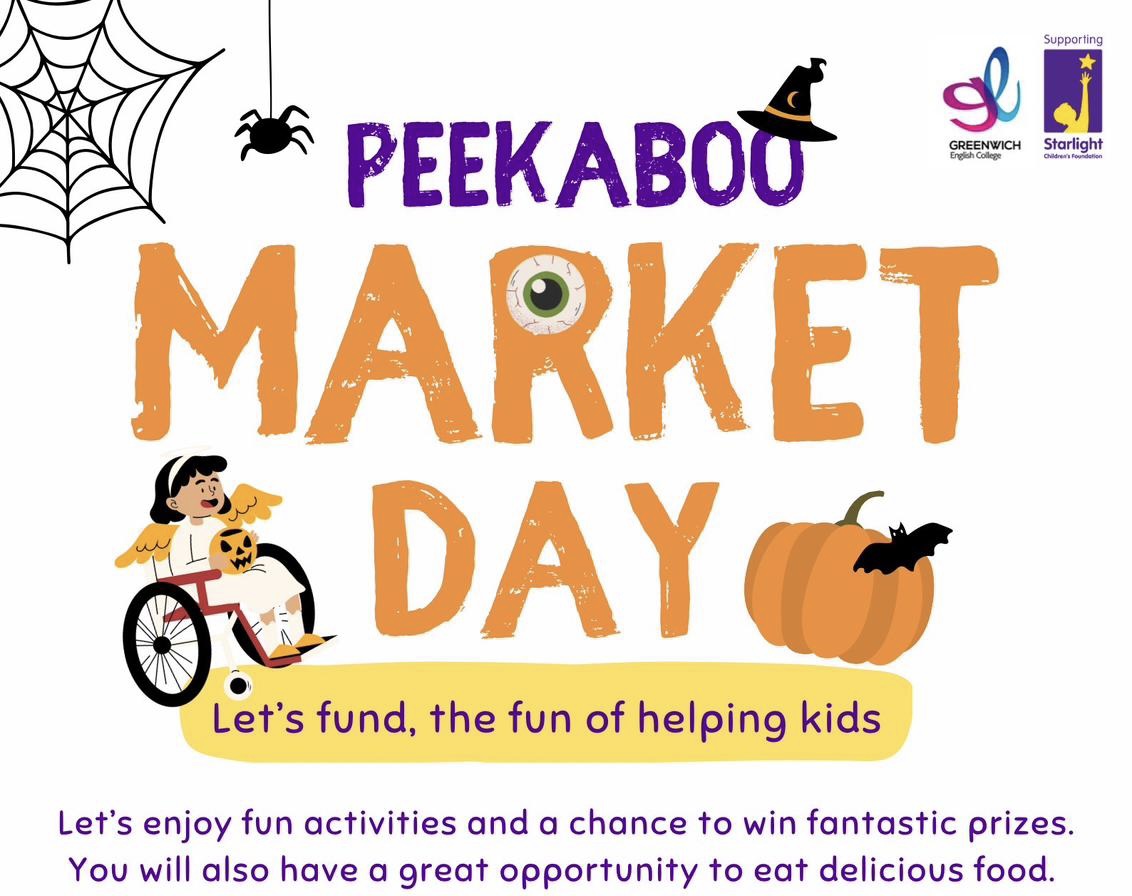 Supporting
GREENWICH
English College
Starlight
Children's Foundation
PEEKABOO
MARKET
DAY
Let's fund, the fun of helping kids
Let's enjoy fun activities and a chance to win fantastic prizes.
You will also have a great opportunity to eat delicious food.